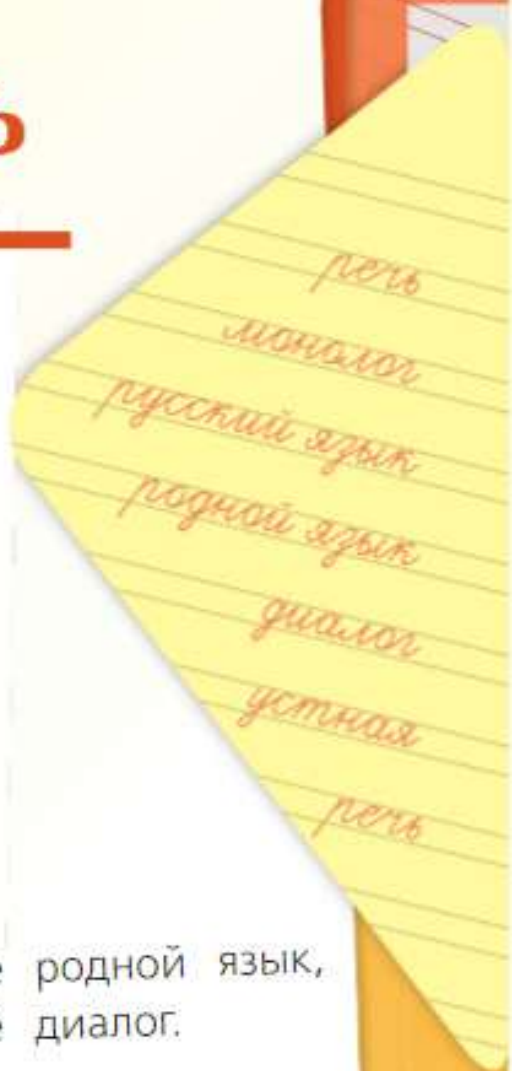 Ь
речь
монолог
русский язык
родной язык
диалог
устная
речь
е родной язык,
е диалог.